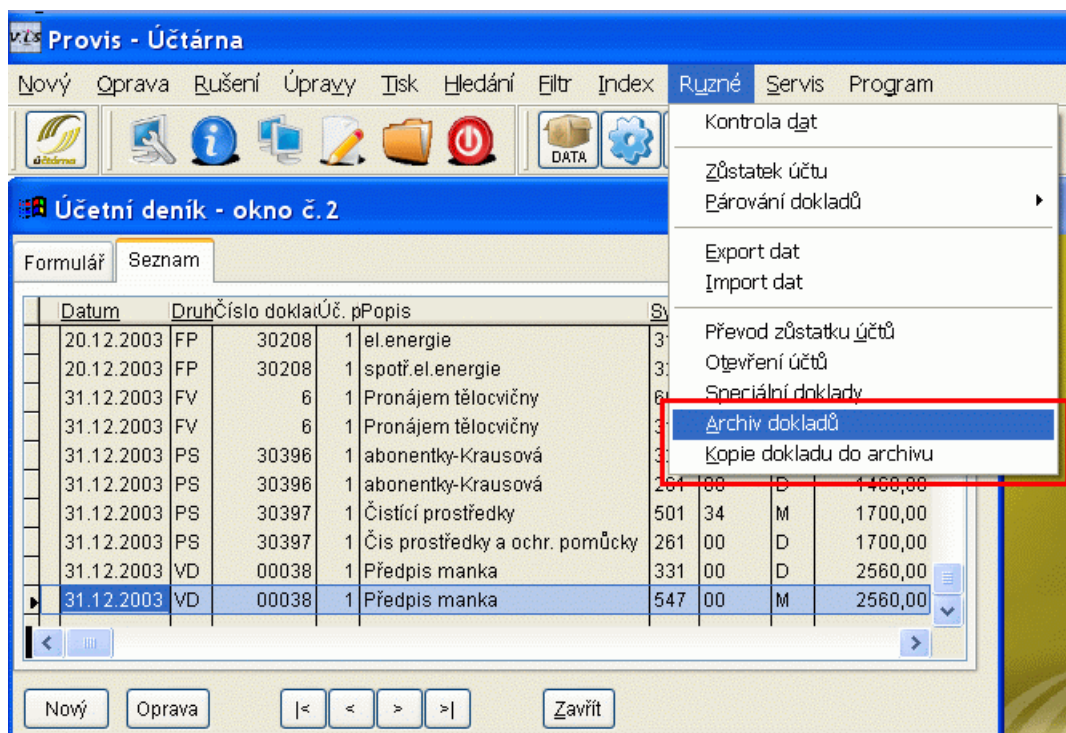 Provis - Účtárna
Nový Oprava Rušení Úpravy Tisk Hledání Filtr Index Ruzné Servis Program
účtárna DATA
Kontrola dat
Zůstatek účtu
Párování dokladů
Export dat
Import dat
Převod zůstatku účtů
Otevření účtů
Speciální doklady
Archiv dokladů
Kopie dokladu do archivu
Účetní deník - okno č.2
Formulář Seznam
Datum Druh Číslo doklad Úč. p Popis
20.12.2003 FP 30208 1 el.energie
20.12.2003 FP 30208 1 spotř.el.energie
31.12.2003 FV 6 1 Pronájem tělocvičny
31.12.2003 FV 6 1 Pronájem tělocvičny
31.12.2003 PS 30396 1 abonentky-Krausová
31.12.2003 PS 30396 1 abonentky-Krausová 261 00 D 1460,00
31.12.2003 PS 30397 1 Čistící prostředky 501 34 M 1700,00
31.12.2003 PS 30397 1 Čis prostředky a ochr. pomůcky 261 00 D 1700,00
31.12.2003 VD 00038 1 Předpis manka 331 00 D 2560,00
31.12.2003 VD 00038 1 Předpis manka 547 00 M 2560,00
Nový Oprava |< < > >| Zavřít